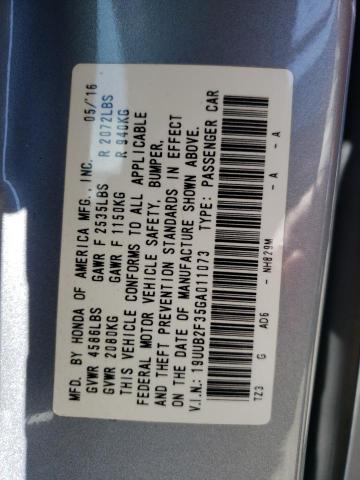 MFD. BY HONDA OF AMERICA MFG., INC. 05/'16
GVWR 4586LBS GAWR F 2535LBS R 2072LBS
GVWR 2080KG GAWR F 1150KG R 940KG
THIS VEHICLE CONFORMS TO ALL APPLICABLE
FEDERAL MOTOR VEHICLE SAFETY, BUMPER,
AND THEFT PREVENTION STANDARDS IN EFFECT
ON THE DATE OF MANUFACTURE SHOWN ABOVE.
V.I.N.: 19UUB2F35GA011073 TYPE: PASSENGER CAR
TZ3 G AD6 - NH829M - A - A